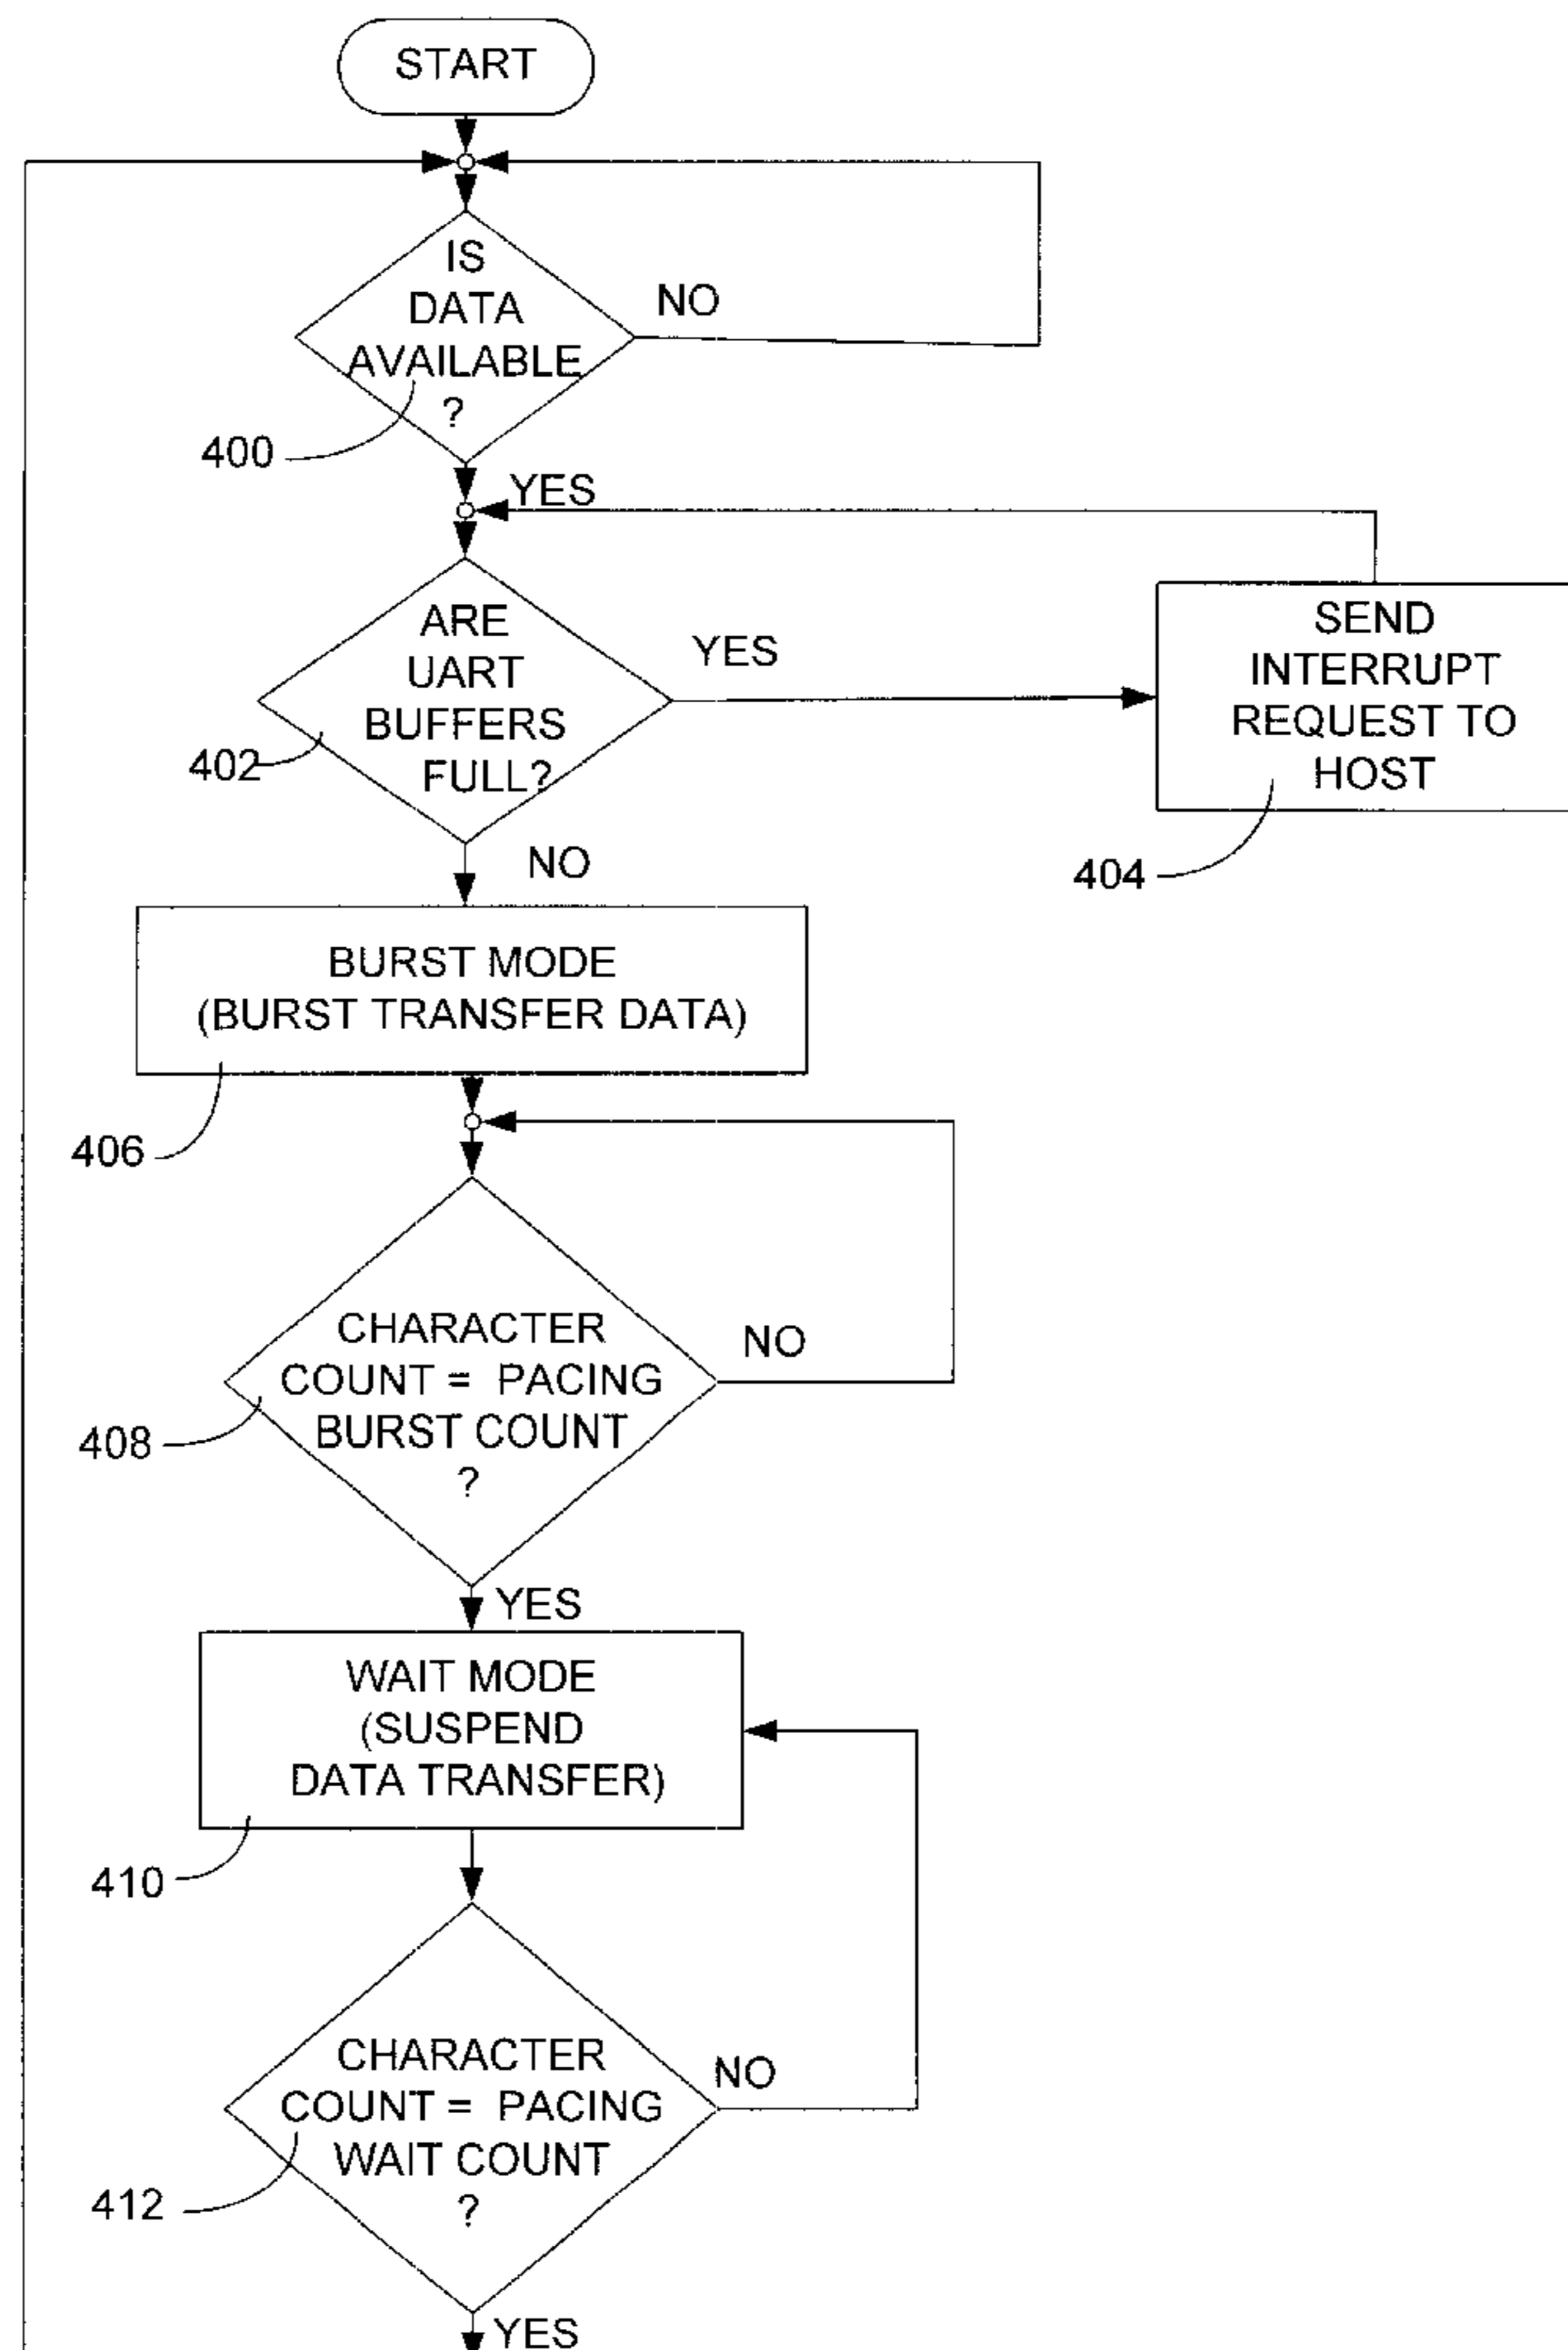 START
IS
DATA
AVAILABLE
?
NO
400
YES
ARE
UART
BUFFERS
FULL?
YES
402
SEND
INTERRUPT
REQUEST TO
HOST
404
NO
BURST MODE
(BURST TRANSFER DATA)
406
CHARACTER
COUNT = PACING
BURST COUNT
?
NO
408
YES
WAIT MODE
(SUSPEND
DATA TRANSFER)
410
CHARACTER
COUNT = PACING
WAIT COUNT
?
NO
412
YES